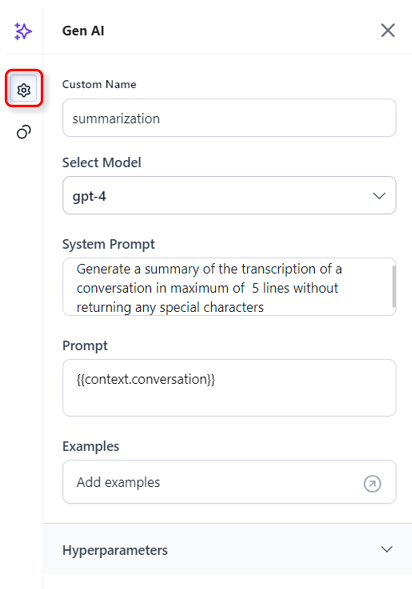 Gen AI
Custom Name
summarization
Select Model
gpt-4
System Prompt
Generate a summary of the transcription of a
conversation in maximum of  5 lines without
returning any special characters
Prompt
{{context.conversation}}
Examples
Add examples
Hyperparameters